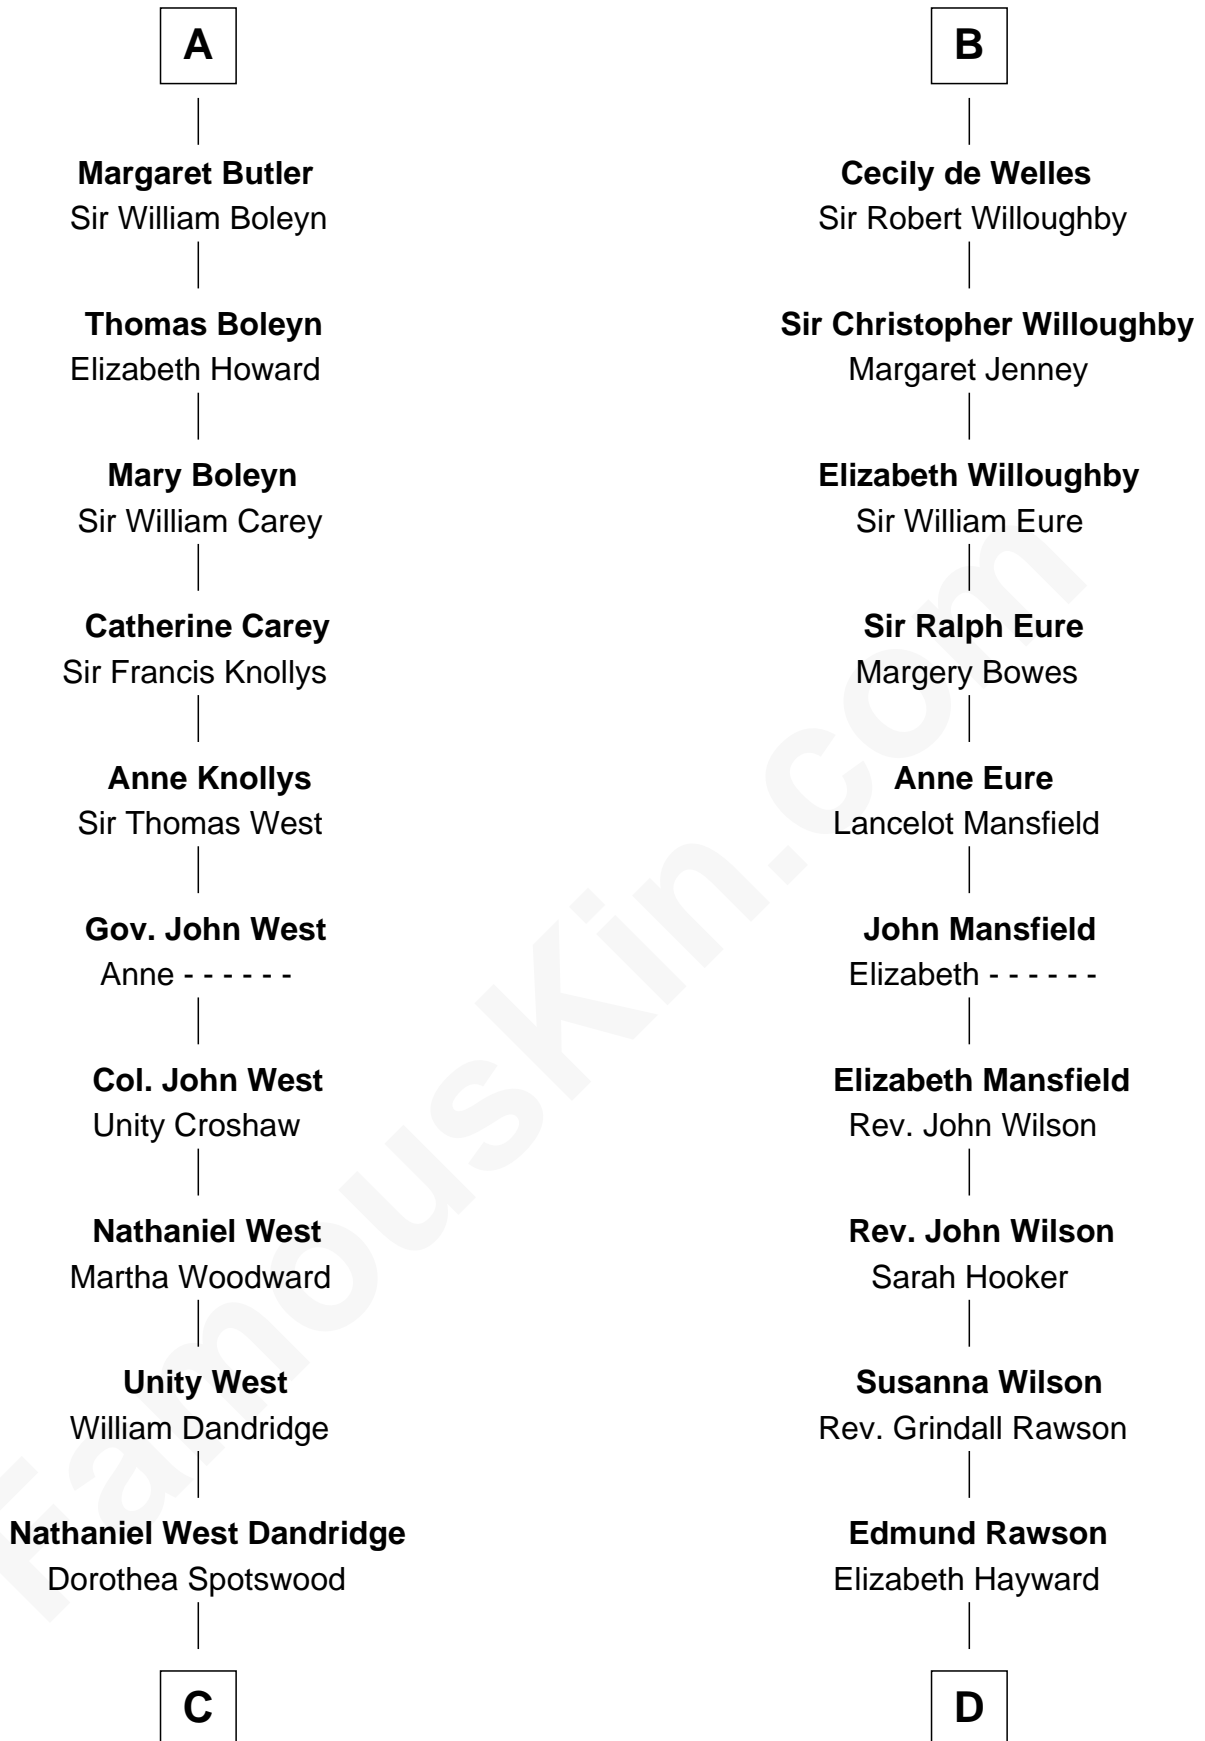 A
Margaret Butler
Sir William Boleyn
Thomas Boleyn
Elizabeth Howard
Mary Boleyn
Sir William Carey
Catherine Carey
Sir Francis Knollys
Anne Knollys
Sir Thomas West
Gov. John West
Anne - - - - - -
Col. John West
Unity Croshaw
Nathaniel West
Martha Woodward
Unity West
William Dandridge
Nathaniel West Dandridge
Dorothea Spotswood
C
B
Cecily de Welles
Sir Robert Willoughby
Sir Christopher Willoughby
Margaret Jenney
Elizabeth Willoughby
Sir William Eure
Sir Ralph Eure
Margery Bowes
Anne Eure
Lancelot Mansfield
John Mansfield
Elizabeth - - - - - -
Elizabeth Mansfield
Rev. John Wilson
Rev. John Wilson
Sarah Hooker
Susanna Wilson
Rev. Grindall Rawson
Edmund Rawson
Elizabeth Hayward
D
FamousKin.com